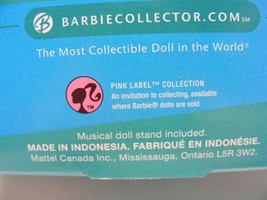 B BARBIECOLLECTOR.COM℠
The Most Collectible Doll in the World®
PINK LABEL™ COLLECTION
An invitation to collecting, available
where Barbie® dolls are sold
TM
Musical doll stand included.
MADE IN INDONESIA. FABRIQUÉ EN INDONÉSIE.
Mattel Canada Inc., Mississauga, Ontario L5R 3W2.